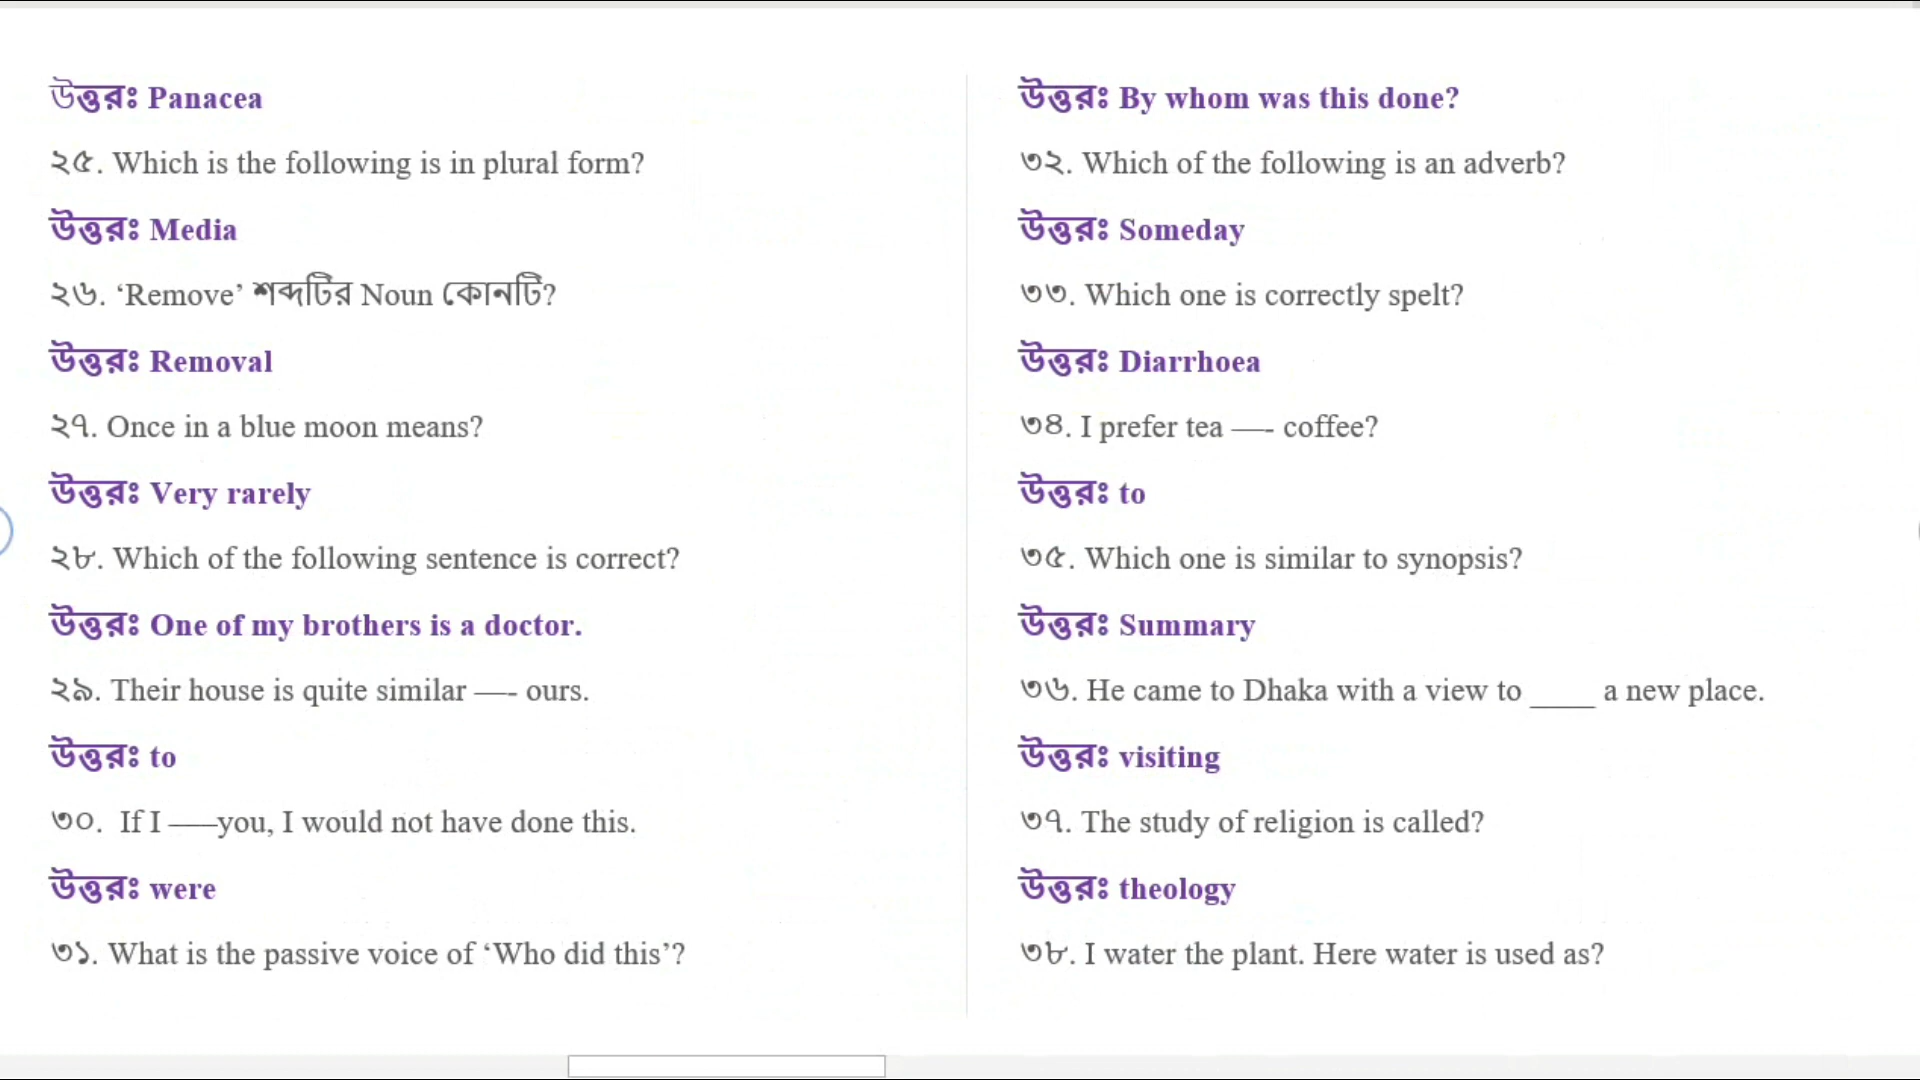 উত্তরঃ Panacea
২৫. Which is the following is in plural form?
উত্তরঃ Media
২৬. ‘Remove’ শব্দটির Noun কোনটি?
উত্তরঃ Removal
২৭. Once in a blue moon means?
উত্তরঃ Very rarely
২৮. Which of the following sentence is correct?
উত্তরঃ One of my brothers is a doctor.
২৯. Their house is quite similar —- ours.
উত্তরঃ to
৩০. If I ——you, I would not have done this.
উত্তরঃ were
৩১. What is the passive voice of ‘Who did this’?
উত্তরঃ By whom was this done?
৩২. Which of the following is an adverb?
উত্তরঃ Someday
৩৩. Which one is correctly spelt?
উত্তরঃ Diarrhoea
৩৪. I prefer tea —- coffee?
উত্তরঃ to
৩৫. Which one is similar to synopsis?
উত্তরঃ Summary
৩৬. He came to Dhaka with a view to ____ a new place.
উত্তরঃ visiting
৩৭. The study of religion is called?
উত্তরঃ theology
৩৮. I water the plant. Here water is used as?